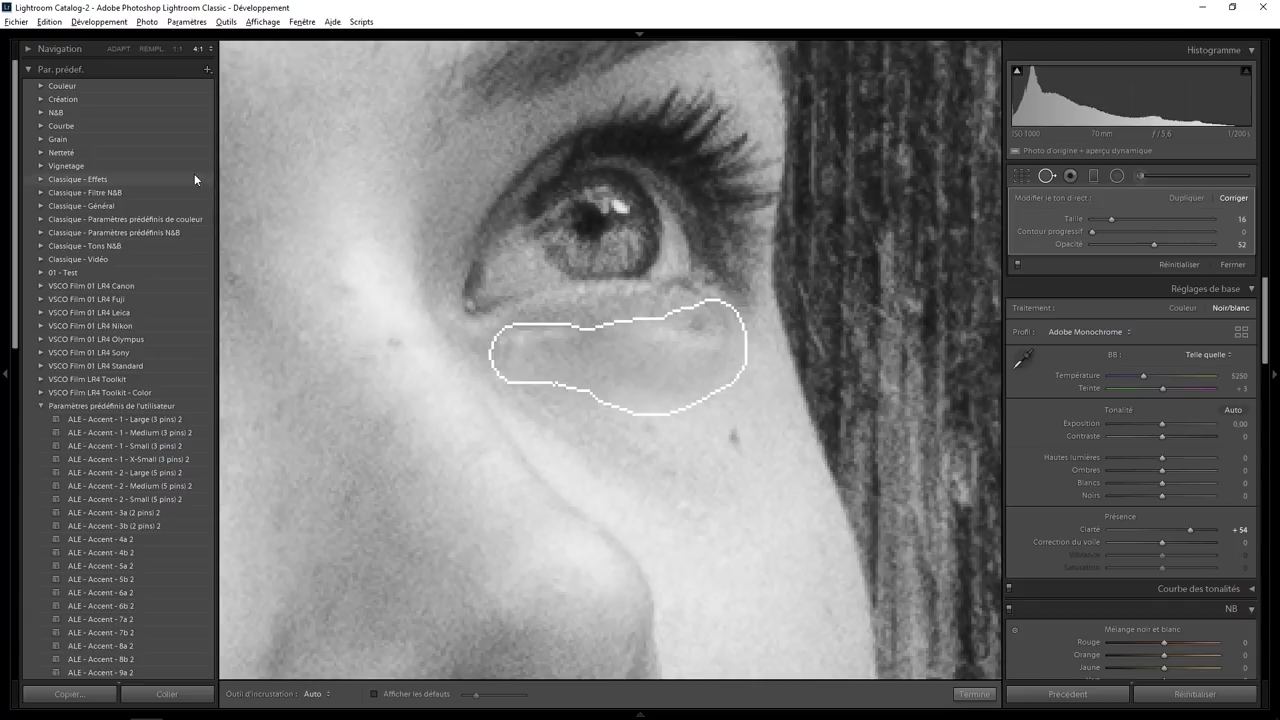 Lightroom Catalog-2 - Adobe Photoshop Lightroom Classic - Développement
Fichier Edition Développement Photo Paramètres Outils Affichage Fenêtre Aide Scripts
Navigation ADAPT. REMPL. 1:1 4:1
Par. prédef.
Couleur
Création
N&B
Courbe
Grain
Netteté
Vignetage
Classique - Effets
Classique - Filtre N&B
Classique - Général
Classique - Paramètres prédéfinis de couleur
Classique - Paramètres prédéfinis N&B
Classique - Tons N&B
Classique - Vidéo
01 - Test
VSCO Film 01 LR4 Canon
VSCO Film 01 LR4 Fuji
VSCO Film 01 LR4 Leica
VSCO Film 01 LR4 Nikon
VSCO Film 01 LR4 Olympus
VSCO Film 01 LR4 Sony
VSCO Film 01 LR4 Standard
VSCO Film LR4 Toolkit
VSCO Film LR4 Toolkit - Color
Paramètres prédéfinis de l'utilisateur
ALE - Accent - 1 - Large (3 pins) 2
ALE - Accent - 1 - Medium (3 pins) 2
ALE - Accent - 1 - Small (3 pins) 2
ALE - Accent - 1 - X-Small (3 pins) 2
ALE - Accent - 2 - Large (5 pins) 2
ALE - Accent - 2 - Medium (5 pins) 2
ALE - Accent - 2 - Small (5 pins) 2
ALE - Accent - 3a (2 pins) 2
ALE - Accent - 3b (2 pins) 2
ALE - Accent - 4a 2
ALE - Accent - 4b 2
ALE - Accent - 5a 2
ALE - Accent - 5b 2
ALE - Accent - 6a 2
ALE - Accent - 6b 2
ALE - Accent - 7a 2
ALE - Accent - 7b 2
ALE - Accent - 8a 2
ALE - Accent - 8b 2
ALE - Accent - 9a 2
Copier... Coller
Outil d'incrustation : Auto Afficher les défauts Terminé
Histogramme
ISO 1000 70 mm f / 5,6 1/200 s
Photo d'origine + aperçu dynamique
Modifier le ton direct : Dupliquer Corriger
Taille 16
Contour progressif 0
Opacité 52
Réinitialiser Fermer
Réglages de base
Traitement : Couleur Noir/blanc
Profil : Adobe Monochrome
BB : Telle quelle
Température 5250
Teinte + 3
Tonalité Auto
Exposition 0,00
Contraste 0
Hautes lumières 0
Ombres 0
Blancs 0
Noirs 0
Présence
Clarté + 54
Correction du voile 0
Vibrance 0
Saturation 0
Courbe des tonalités
NB
Mélange noir et blanc
Rouge 0
Orange 0
Jaune 0
Précédent Réinitialiser